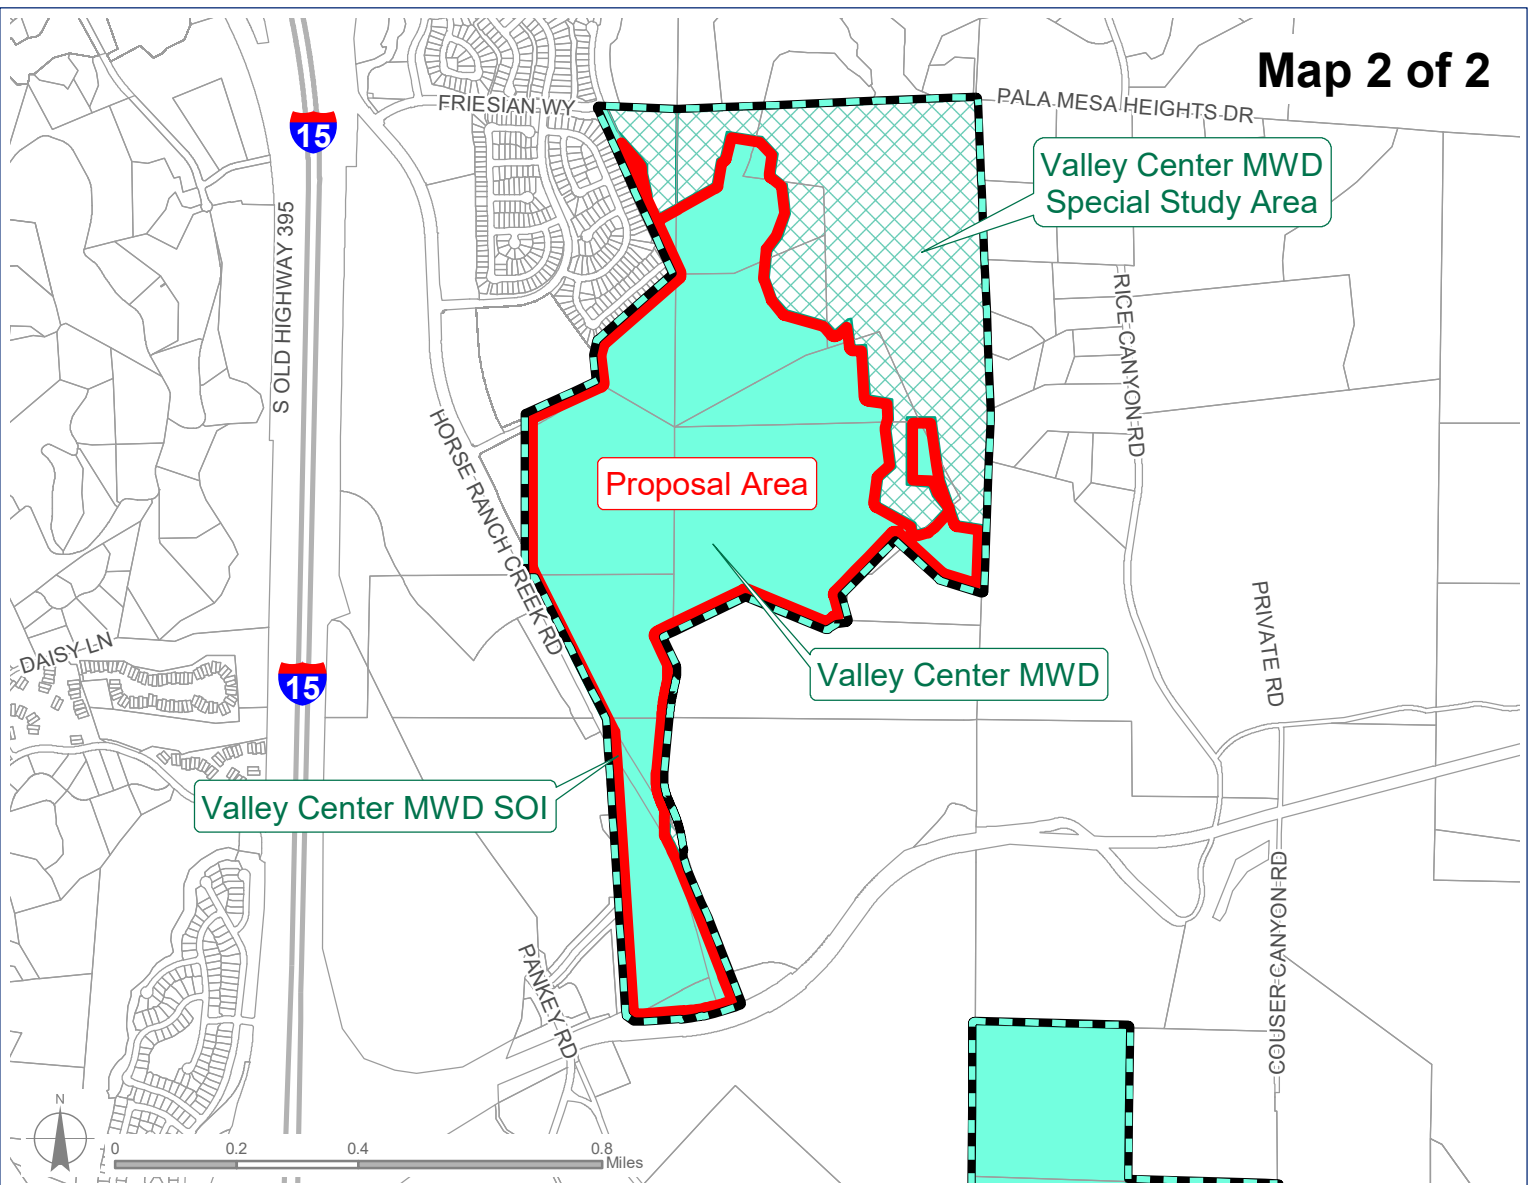 Map 2 of 2
FRIESIAN WY
PALA MESA HEIGHTS DR
15
Valley Center MWD
Special Study Area
S OLD HIGHWAY 395
RICE CANYON RD
HORSE RANCH CREEK RD
Proposal Area
PRIVATE RD
DAISY LN
15
Valley Center MWD
Valley Center MWD SOI
COUSER CANYON RD
PANKEY RD
N
0 0.2 0.4 0.8
Miles